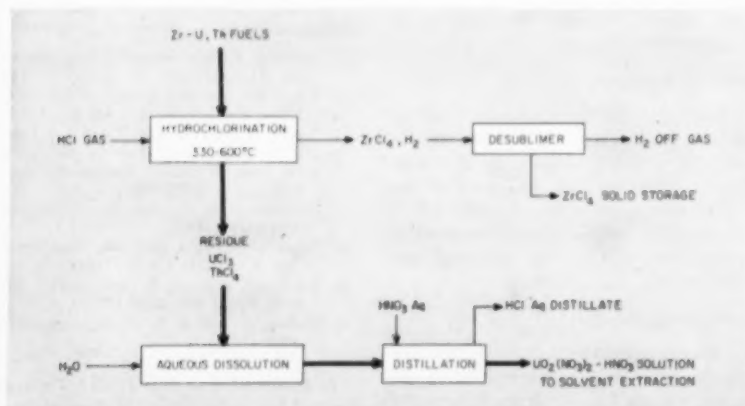 Zr-U, Th FUELS
HCl GAS
HYDROCHLORINATION
330-600°C
ZrCl4, H2
DESUBLIMER
H2 OFF GAS
ZrCl4 SOLID STORAGE
RESIDUE
UCl3
ThCl4
HNO3 Aq
HCl Aq DISTILLATE
H2O
AQUEOUS DISSOLUTION
DISTILLATION
UO2(NO3)2 - HNO3 SOLUTION
TO SOLVENT EXTRACTION